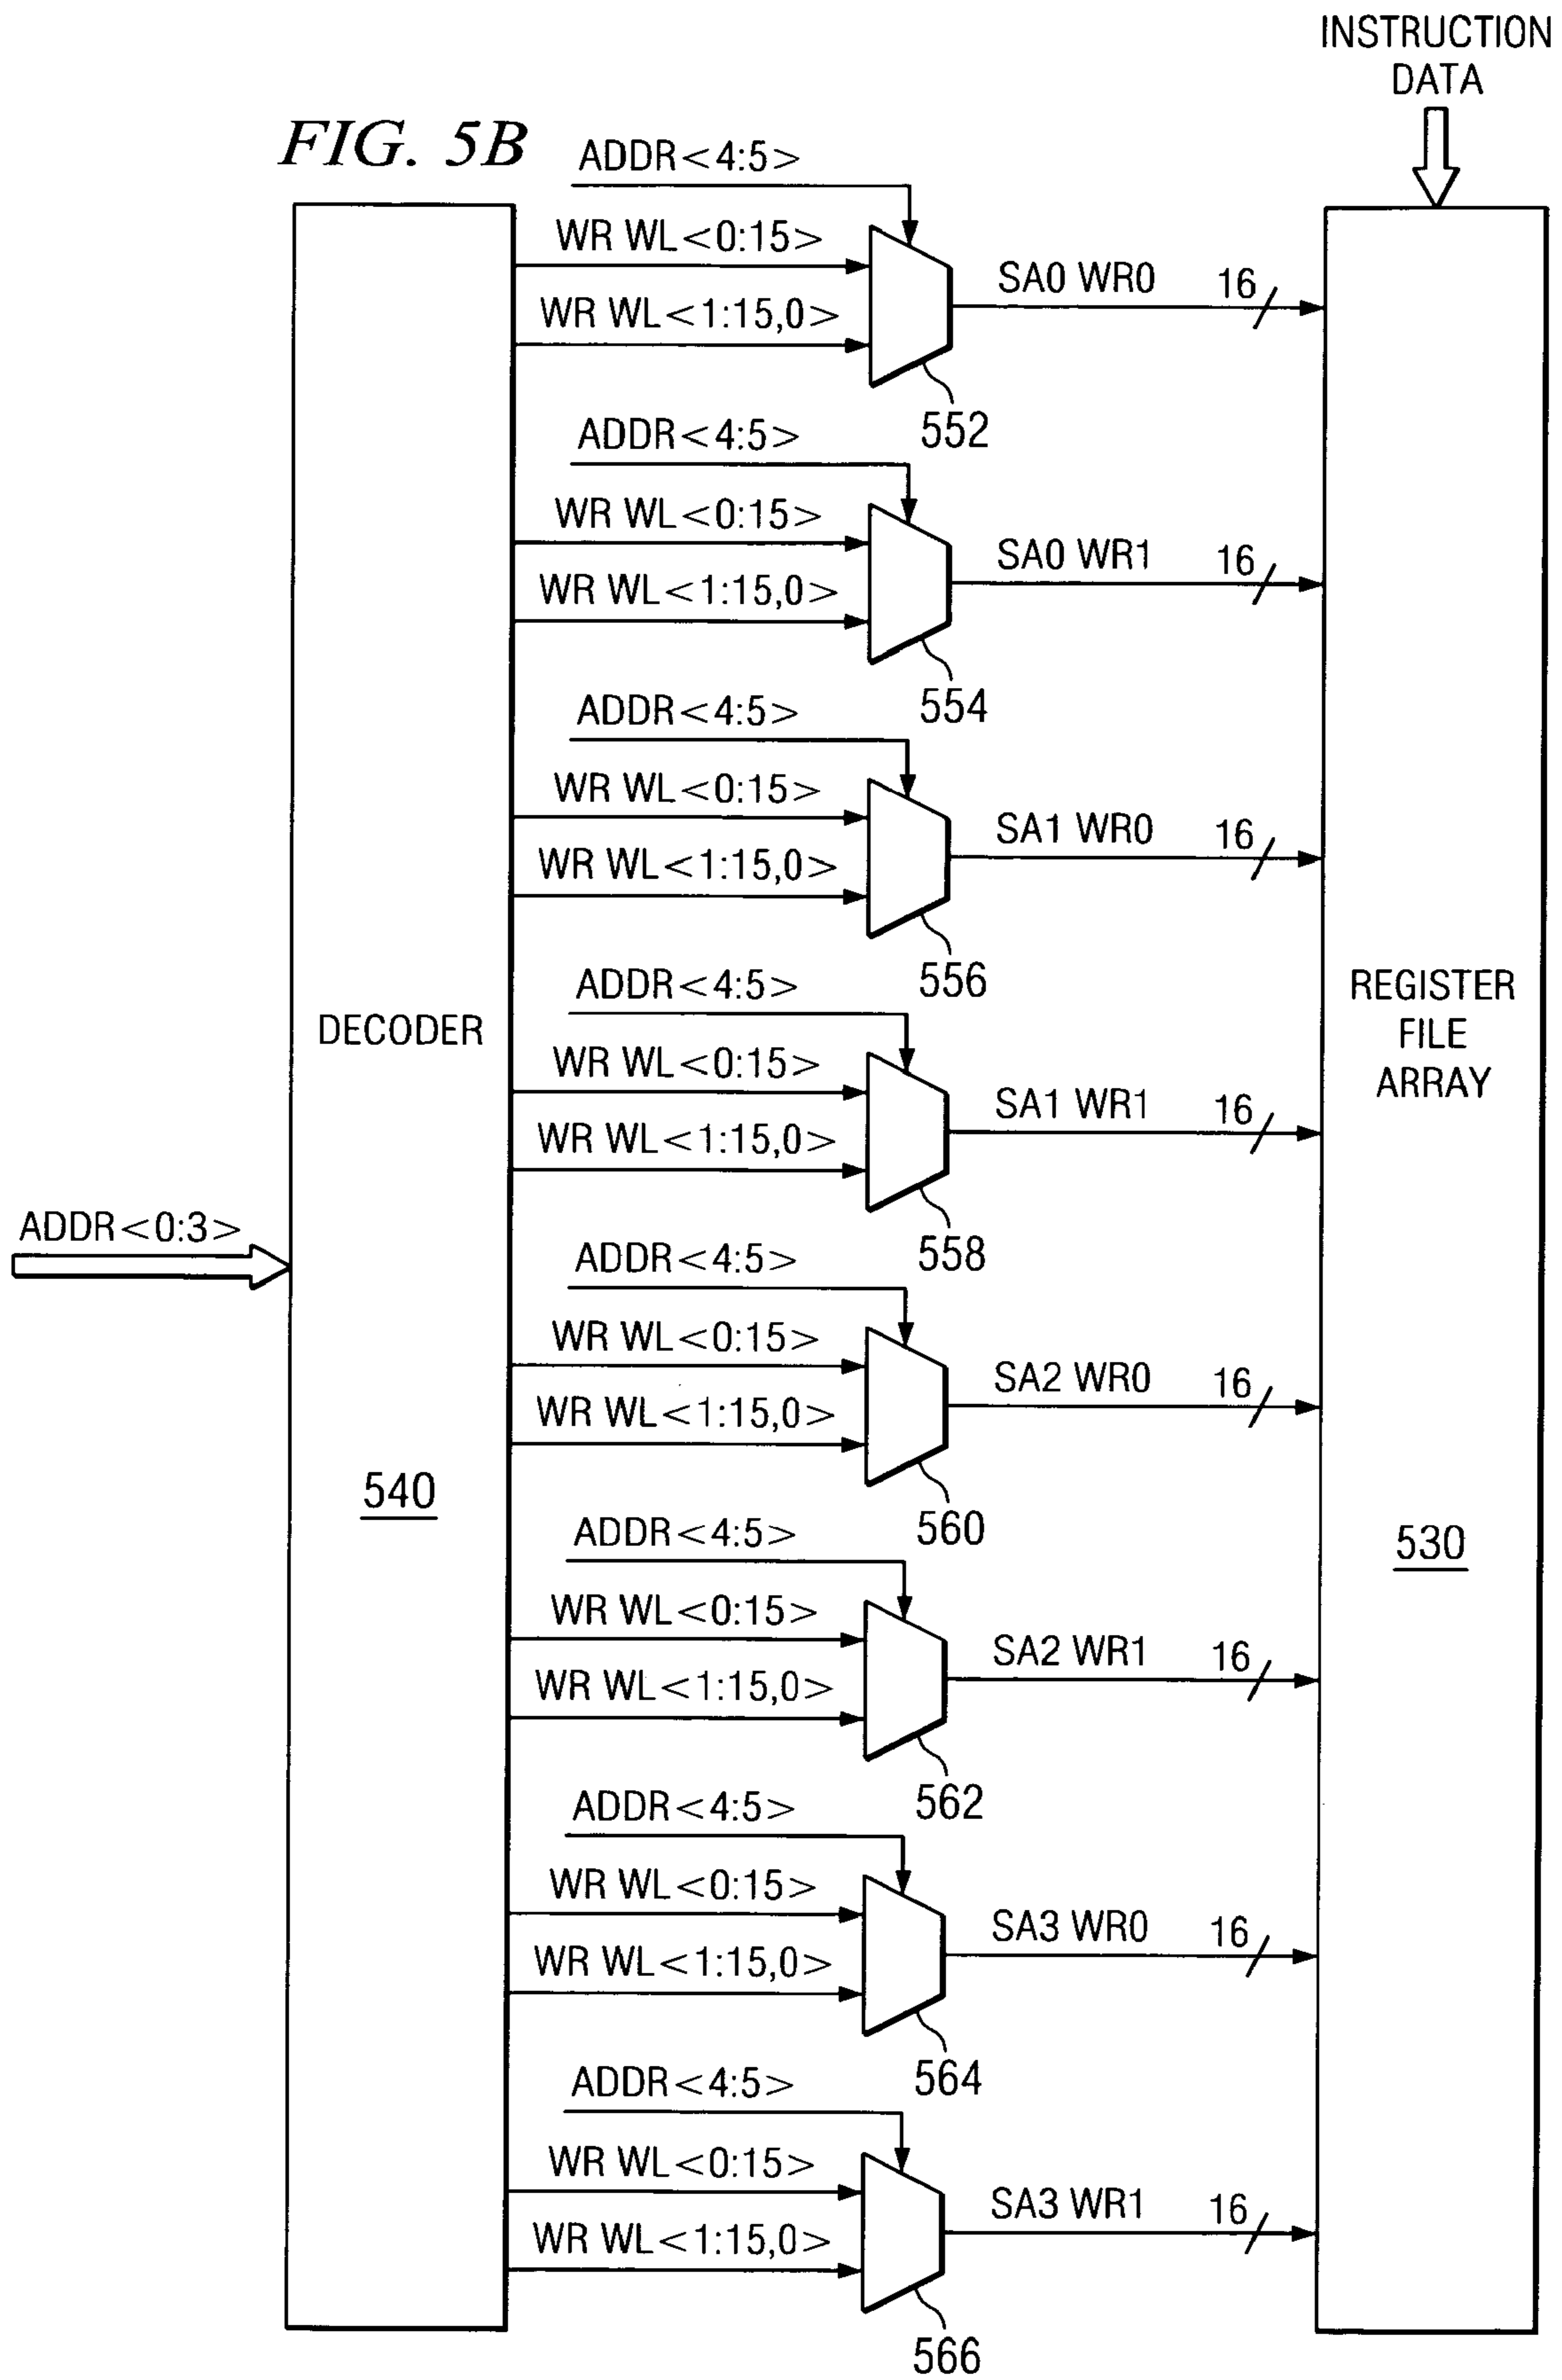 INSTRUCTION
DATA
FIG. 5B
ADDR<4:5>
WR WL<0:15>
WR WL<1:15,0>
SA0 WR0
16
552
ADDR<4:5>
WR WL<0:15>
WR WL<1:15,0>
SA0 WR1
16
554
ADDR<4:5>
WR WL<0:15>
WR WL<1:15,0>
SA1 WR0
16
556
ADDR<4:5>
WR WL<0:15>
WR WL<1:15,0>
SA1 WR1
16
558
DECODER
REGISTER
FILE
ARRAY
ADDR<0:3>
ADDR<4:5>
WR WL<0:15>
WR WL<1:15,0>
SA2 WR0
16
560
540
530
ADDR<4:5>
WR WL<0:15>
WR WL<1:15,0>
SA2 WR1
16
562
ADDR<4:5>
WR WL<0:15>
WR WL<1:15,0>
SA3 WR0
16
564
ADDR<4:5>
WR WL<0:15>
WR WL<1:15,0>
SA3 WR1
16
566